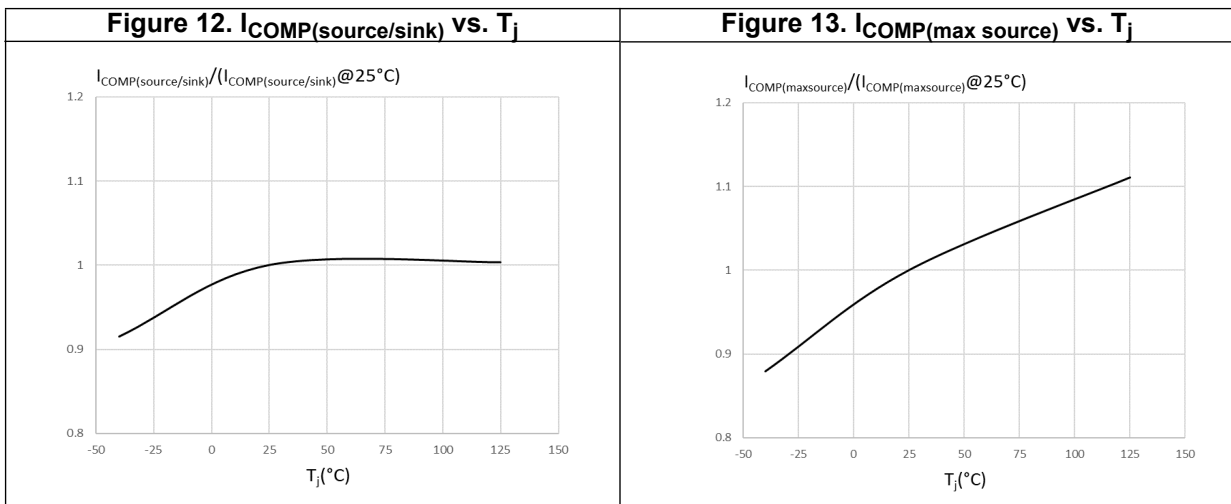 Figure 12. ICOMP(source/sink) vs. Tj
ICOMP(source/sink)/(ICOMP(source/sink)@25°C)
1.2
1.1
1
0.9
0.8
-50 -25 0 25 50 75 100 125 150
Tj(°C)
Figure 13. ICOMP(max source) vs. Tj
ICOMP(maxsource)/(ICOMP(maxsource)@25°C)
1.2
1.1
1
0.9
0.8
-50 -25 0 25 50 75 100 125 150
Tj(°C)